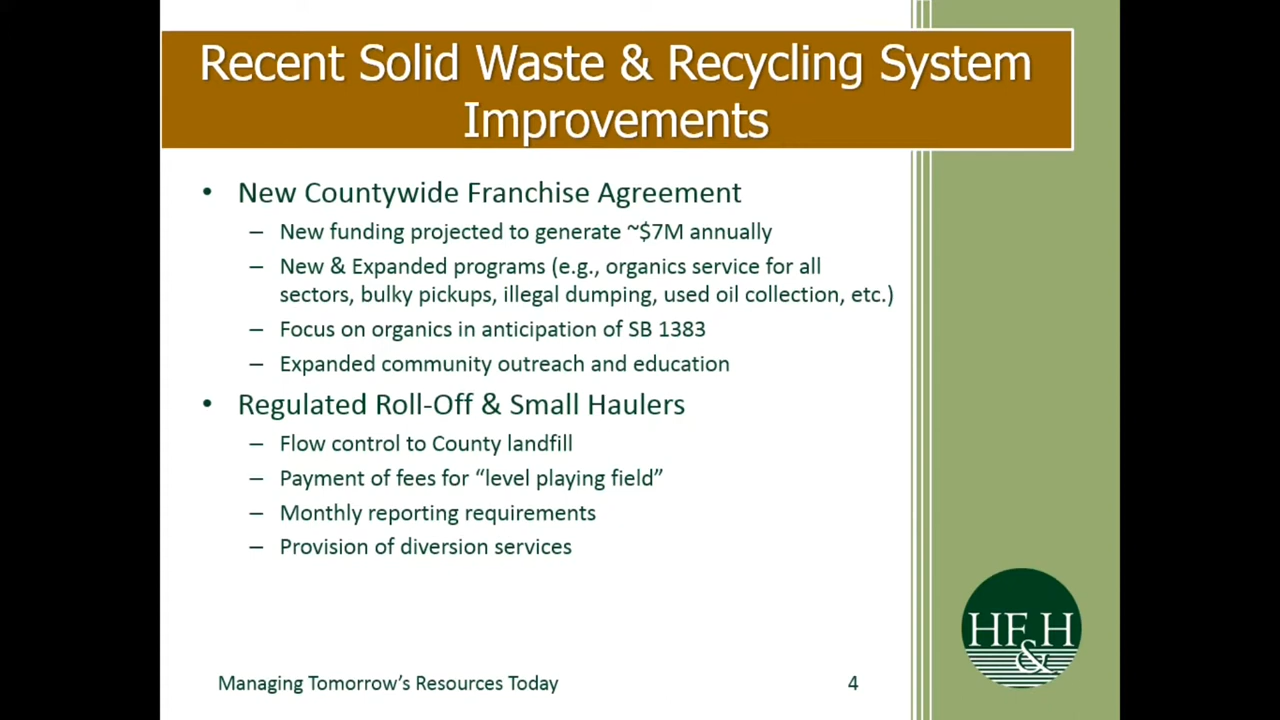 Recent Solid Waste & Recycling System
Improvements
• New Countywide Franchise Agreement
– New funding projected to generate ~$7M annually
– New & Expanded programs (e.g., organics service for all
sectors, bulky pickups, illegal dumping, used oil collection, etc.)
– Focus on organics in anticipation of SB 1383
– Expanded community outreach and education
• Regulated Roll-Off & Small Haulers
– Flow control to County landfill
– Payment of fees for “level playing field”
– Monthly reporting requirements
– Provision of diversion services
HF&H
Managing Tomorrow’s Resources Today
4